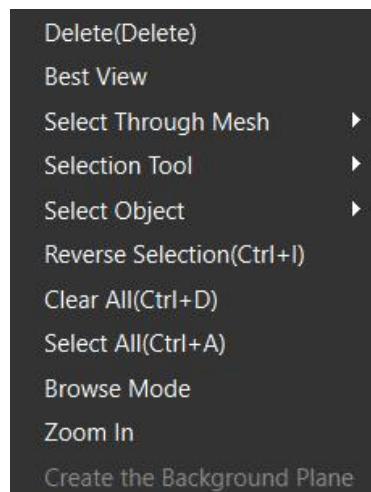 Delete(Delete)
Best View
Select Through Mesh
Selection Tool
Select Object
Reverse Selection(Ctrl+I)
Clear All(Ctrl+D)
Select All(Ctrl+A)
Browse Mode
Zoom In
Create the Background Plane